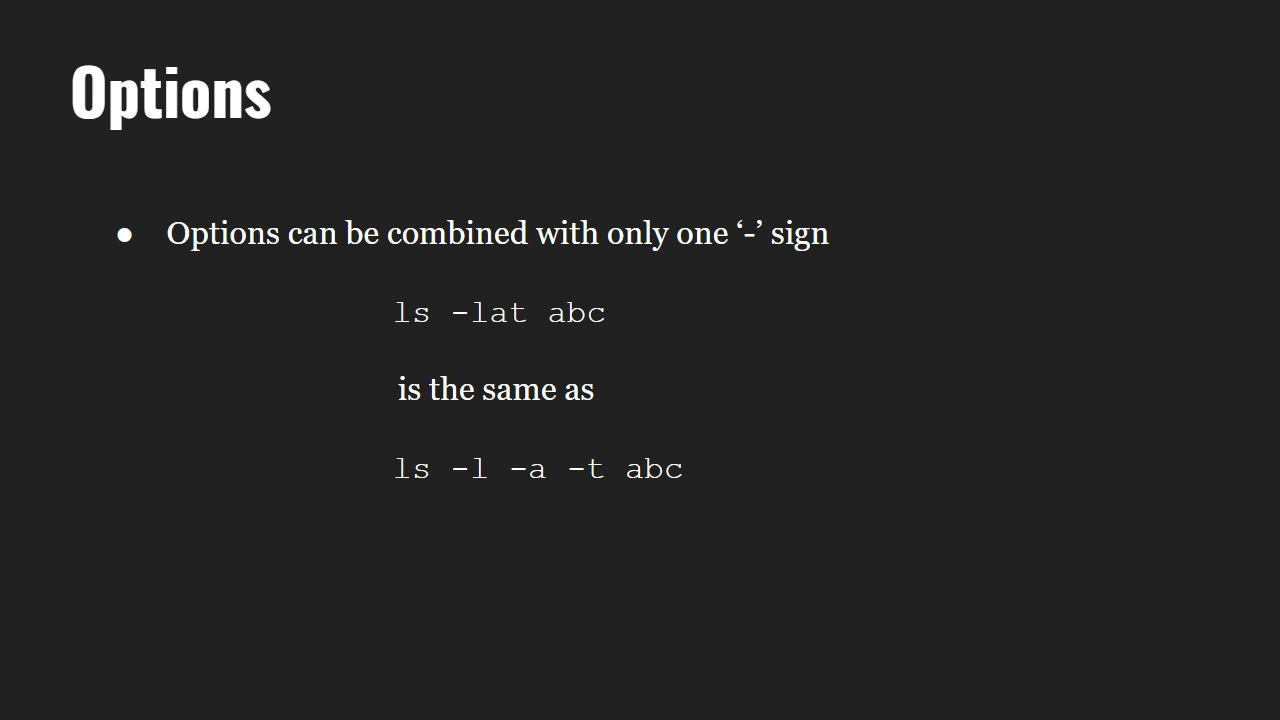 Options
● Options can be combined with only one ‘-’ sign
ls -lat abc
is the same as
ls -l -a -t abc